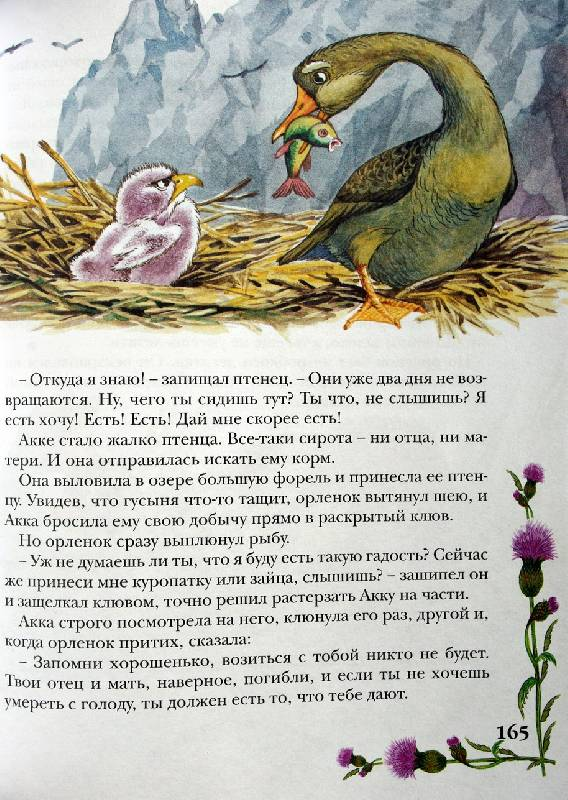 – Откуда я знаю! – запищал птенец. – Они уже два дня не воз-
вращаются. Ну, чего ты сидишь тут? Ты что, не слышишь? Я
есть хочу! Есть! Есть! Дай мне скорее есть!
Акке стало жалко птенца. Все-таки сирота – ни отца, ни ма-
тери. И она отправилась искать ему корм.
Она выловила в озере большую форель и принесла ее птен-
цу. Увидев, что гусыня что-то тащит, орленок вытянул шею, и
Акка бросила ему свою добычу прямо в раскрытый клюв.
Но орленок сразу выплюнул рыбу.
– Уж не думаешь ли ты, что я буду есть такую гадость? Сейчас
же принеси мне куропатку или зайца, слышишь? – зашипел он
и защелкал клювом, точно решил растерзать Акку на части.
Акка строго посмотрела на него, клюнула его раз, другой и,
когда орленок притих, сказала:
– Запомни хорошенько, возиться с тобой никто не будет.
Твои отец и мать, наверное, погибли, и если ты не хочешь
умереть с голоду, ты должен есть то, что тебе дают.
165